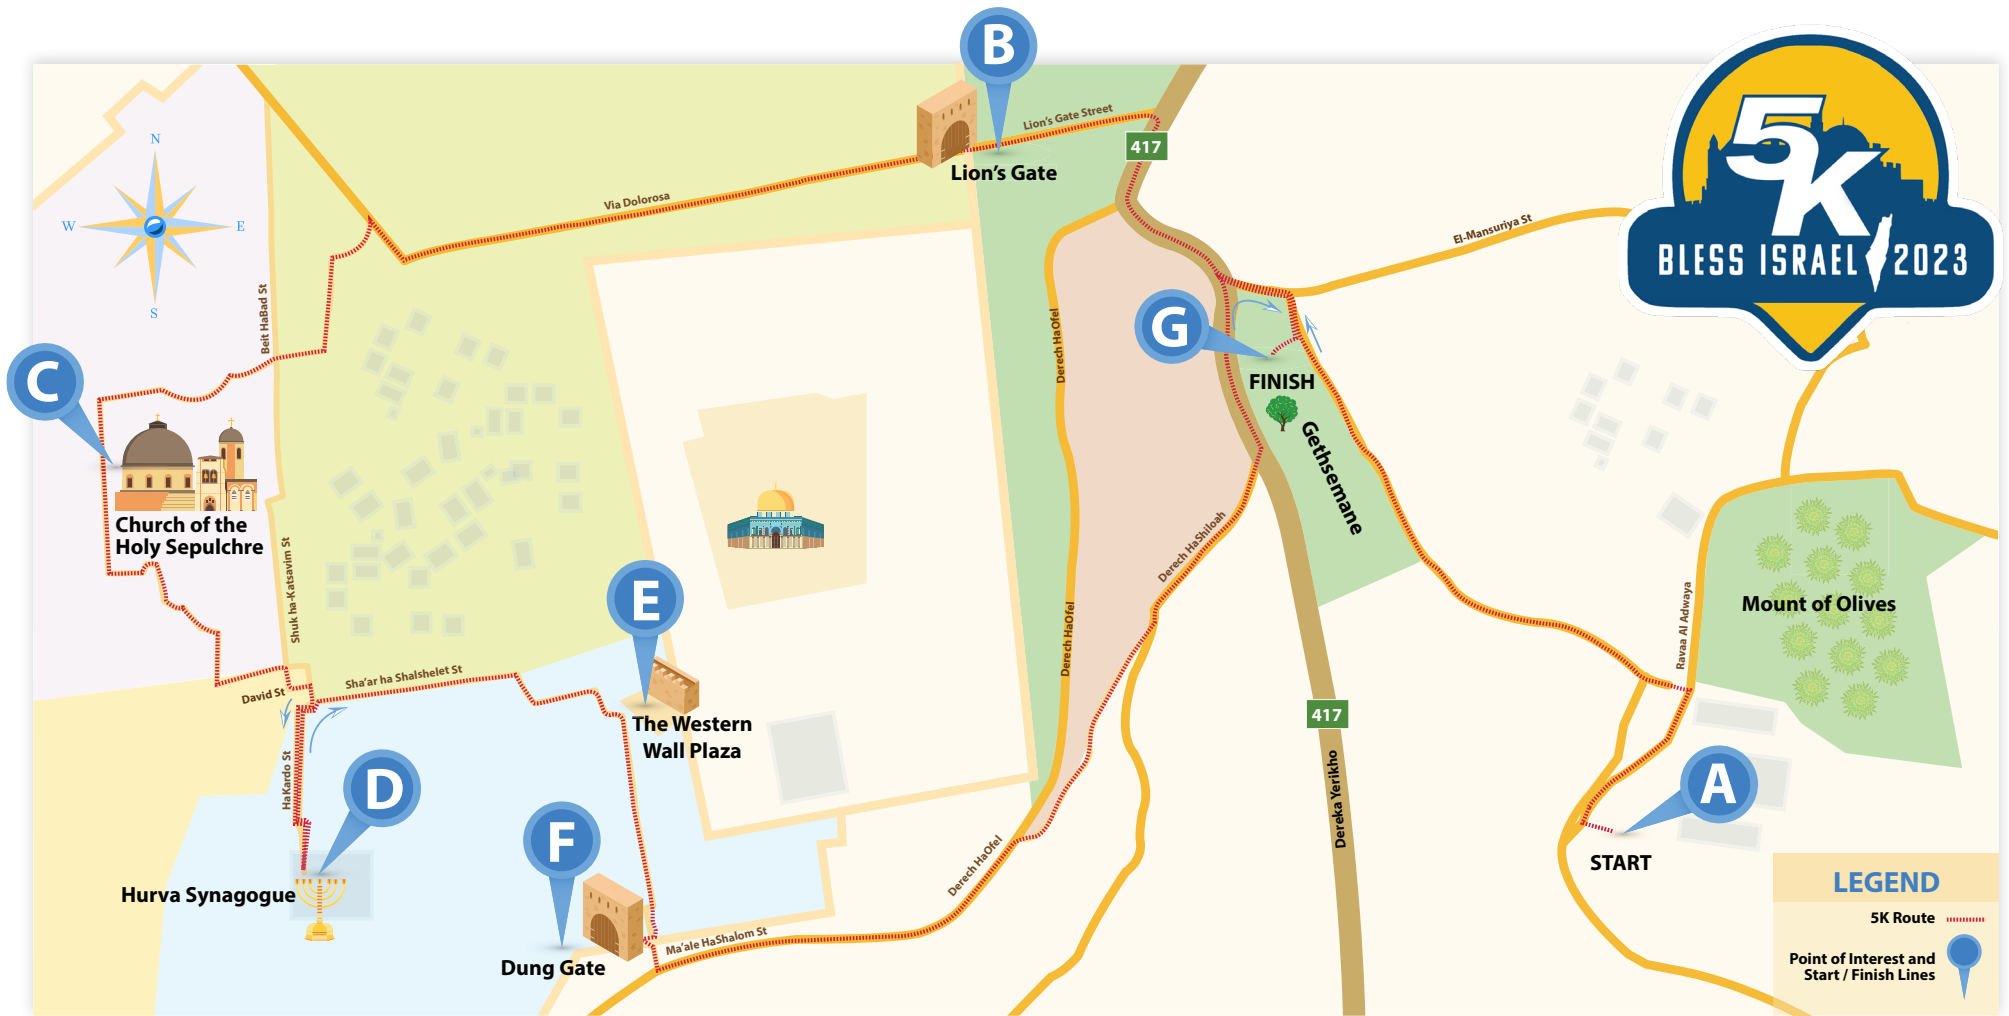 B
5K
BLESS ISRAEL 2023
Lion's Gate Street
417
Lion's Gate
N
W
E
S
Via Dolorosa
El-Mansuriya St
Beit HaBad St
Derech HaOfel
G
FINISH
C
Gethsemane
Church of the
Holy Sepulchre
Shuk ha-Katsavim St
Derech HaShiloah
E
Mount of Olives
Ravaa Al Adwaya
Derech HaOfel
Sha'ar ha Shalshelet St
David St
The Western
Wall Plaza
417
HaKardo St
D
Dereka Yerikho
A
START
F
Derech HaOfel
Hurva Synagogue
Ma'ale HaShalom St
Dung Gate
LEGEND
5K Route
Point of Interest and
Start / Finish Lines